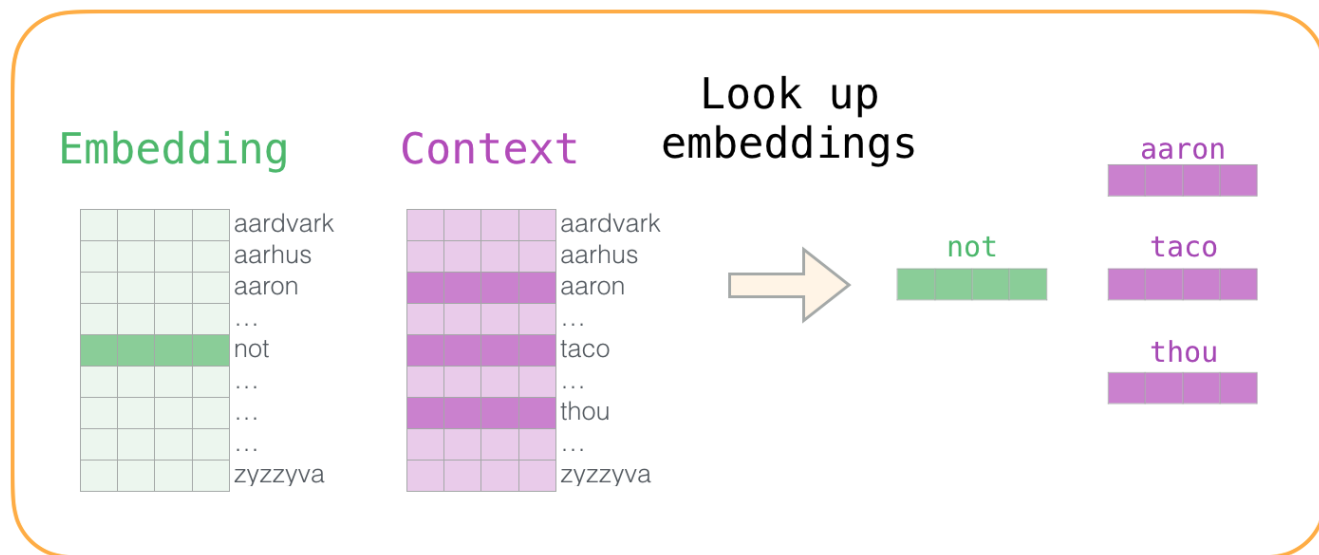 Look up
embeddings
Embedding
Context
aardvark
aarhus
aaron
...
not
...
...
...
zyzzyva
aardvark
aarhus
aaron
...
taco
...
thou
...
zyzzyva
not
aaron
taco
thou